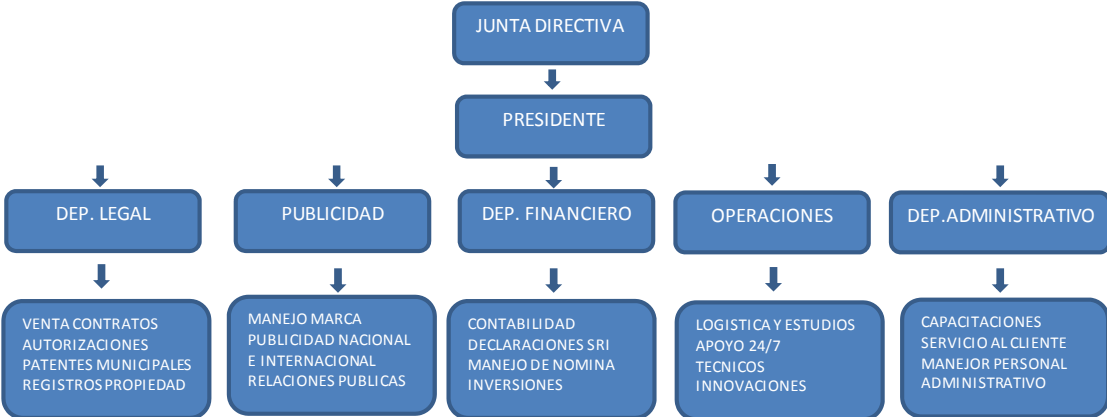 JUNTA DIRECTIVA
PRESIDENTE
DEP. LEGAL
PUBLICIDAD
DEP. FINANCIERO
OPERACIONES
DEP.ADMINISTRATIVO
VENTA CONTRATOS
AUTORIZACIONES
PATENTES MUNICIPALES
REGISTROS PROPIEDAD
MANEJO MARCA
PUBLICIDAD NACIONAL
E INTERNACIONAL
RELACIONES PUBLICAS
CONTABILIDAD
DECLARACIONES SRI
MANEJO DE NOMINA
INVERSIONES
LOGISTICA Y ESTUDIOS
APOYO 24/7
TECNICOS
INNOVACIONES
CAPACITACIONES
SERVICIO AL CLIENTE
MANEJOR PERSONAL
ADMINISTRATIVO